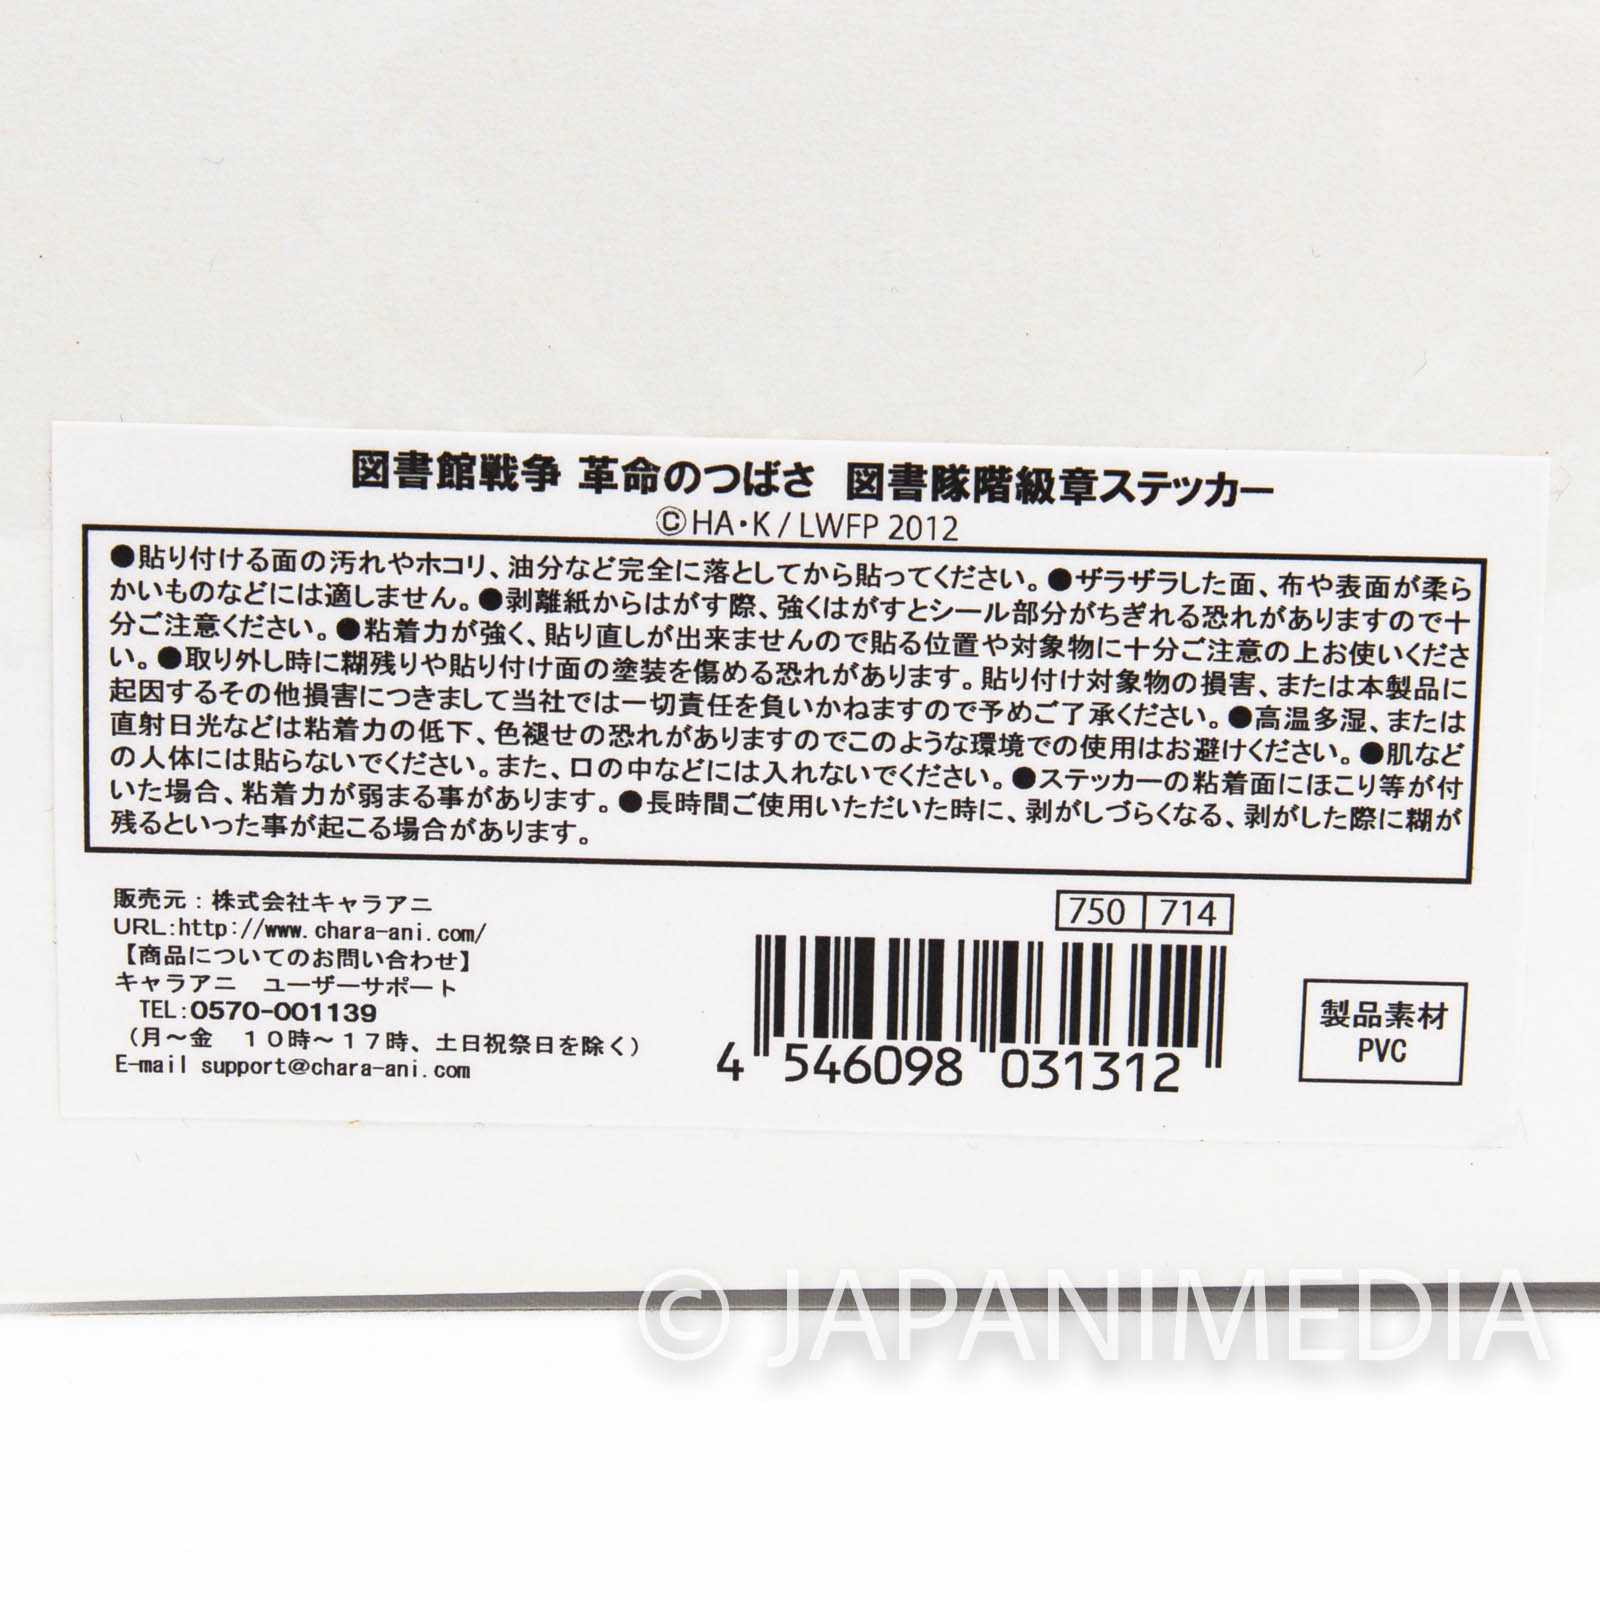 図書館戦争 革命のつばさ 図書隊階級章ステッカー
©HA・K / LWFP 2012
●貼り付ける面の汚れやホコリ、油分など完全に落としてから貼ってください。●ザラザラした面、布や表面が柔ら
かいものなどには適しません。●剥離紙からはがす際、強くはがすとシール部分がちぎれる恐れがありますので十
分ご注意ください。●粘着力が強く、貼り直しが出来ませんので貼る位置や対象物に十分ご注意の上お使いくださ
い。●取り外し時に糊残りや貼り付け面の塗装を傷める恐れがあります。貼り付け対象物の損害、または本製品に
起因するその他損害につきまして当社では一切責任を負いかねますので予めご了承ください。●高温多湿、または
直射日光などは粘着力の低下、色褪せの恐れがありますのでこのような環境での使用はお避けください。●肌など
の人体には貼らないでください。また、口の中などには入れないでください。●ステッカーの粘着面にほこり等が付
いた場合、粘着力が弱まる事があります。●長時間ご使用いただいた時に、剥がしづらくなる、剥がした際に糊が
残るといった事が起こる場合があります。
販売元:株式会社キャラアニ
URL:http://www.chara-ani.com/
【商品についてのお問い合わせ】
キャラアニ ユーザーサポート
TEL:0570-001139
(月~金 10時~17時、土日祝祭日を除く)
E-mail support@chara-ani.com
750 714
4 546098 031312
製品素材
PVC
© JAPANIMEDIA